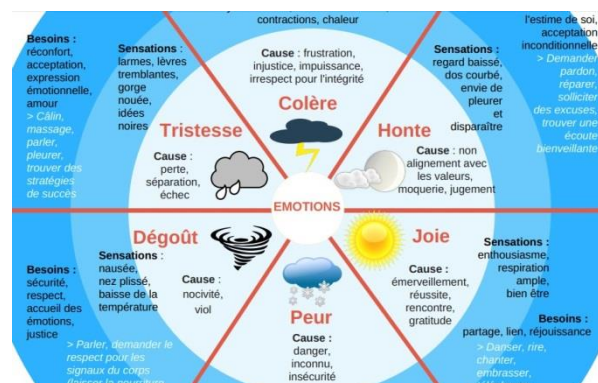 contractions, chaleur
Cause : frustration,
injustice, impuissance,
irrespect pour l'intégrité
Colère
Besoins :
réconfort,
acceptation,
expression
émotionnelle,
amour
> Câlin,
massage,
parler,
pleurer,
trouver des
stratégies
de succès
Sensations :
larmes, lèvres
tremblantes,
gorge
nouée,
idées
noires
Tristesse
Cause :
perte,
séparation,
échec
Sensations :
regard baissé,
dos courbé,
envie de
pleurer
et
disparaître
l'estime de soi,
acceptation
inconditionnelle
> Demander
pardon,
réparer,
solliciter
des excuses,
trouver une
écoute
bienveillante
Honte
Cause : non
alignement avec
les valeurs,
moquerie, jugement
EMOTIONS
Dégoût
Besoins :
sécurité,
respect,
accueil des
émotions,
justice
> Parler, demander le
respect pour les
signaux du corps
(laisser la nourriture
Sensations :
nausée,
nez plissé,
baisse de la
température
Cause :
nocivité,
viol
Peur
Cause :
danger,
inconnu,
insécurité
Joie
Cause :
émerveillement,
réussite,
rencontre,
gratitude
Sensations :
enthousiasme,
respiration
ample,
bien être
Besoins :
partage, lien, réjouissance
> Danser, rire,
chanter,
embrasser,